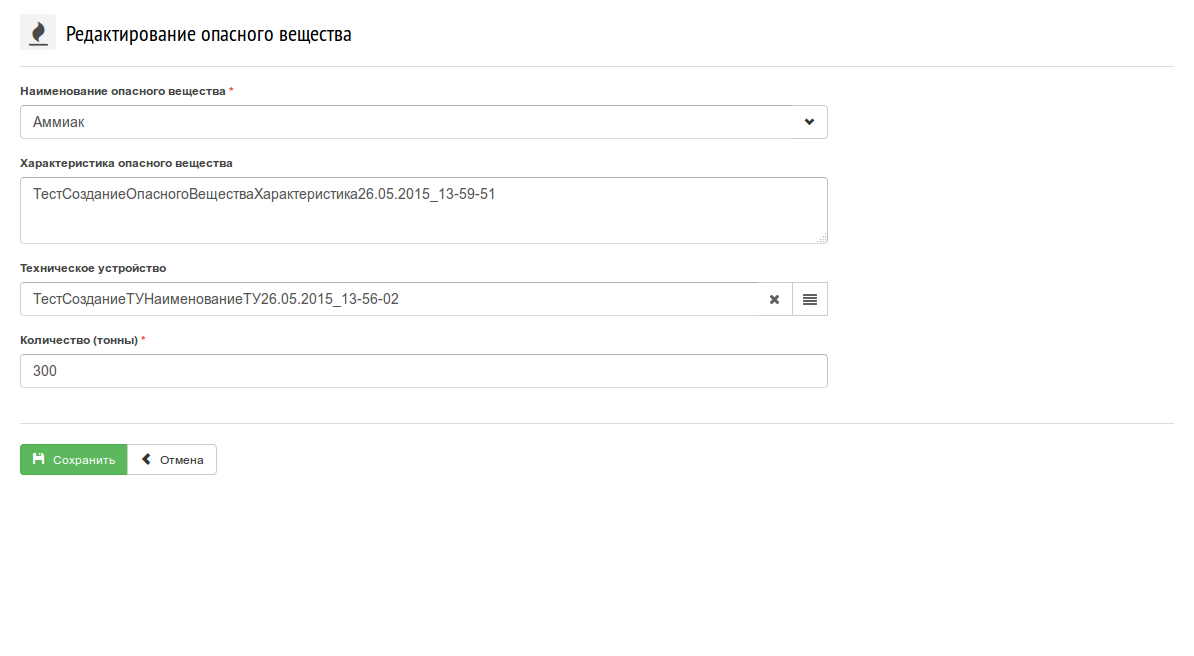 Редактирование опасного вещества
Наименование опасного вещества *
Аммиак
Характеристика опасного вещества
ТестСозданиеОпасногоВеществаХарактеристика26.05.2015_13-59-51
Техническое устройство
ТестСозданиеТУНаименованиеТУ26.05.2015_13-56-02
Количество (тонны) *
300
Сохранить Отмена